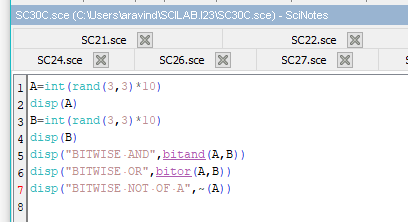 SC30C.sce (C:\Users\aravind\SCILAB.I23\SC30C.sce) - SciNotes
SC21.sce SC22.sce
SC24.sce SC26.sce SC27.sce
1 A=int(rand(3,3)*10)
2 disp(A)
3 B=int(rand(3,3)*10)
4 disp(B)
5 disp("BITWISE-AND",bitand(A,B))
6 disp("BITWISE-OR",bitor(A,B))
7 disp("BITWISE-NOT-OF-A",~(A))